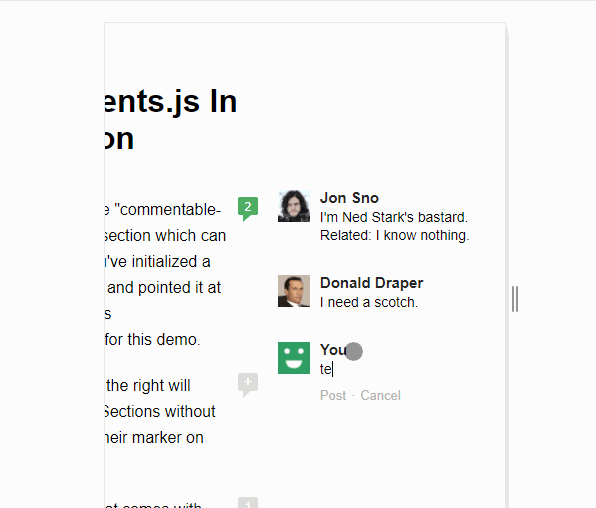 ents.js In
on
e "commentable-
section which can
u've initialized a
and pointed it at
s
for this demo.
the right will
Sections without
heir marker on
2
+
1
Jon Sno
I'm Ned Stark's bastard.
Related: I know nothing.
Donald Draper
I need a scotch.
You
te
Post · Cancel